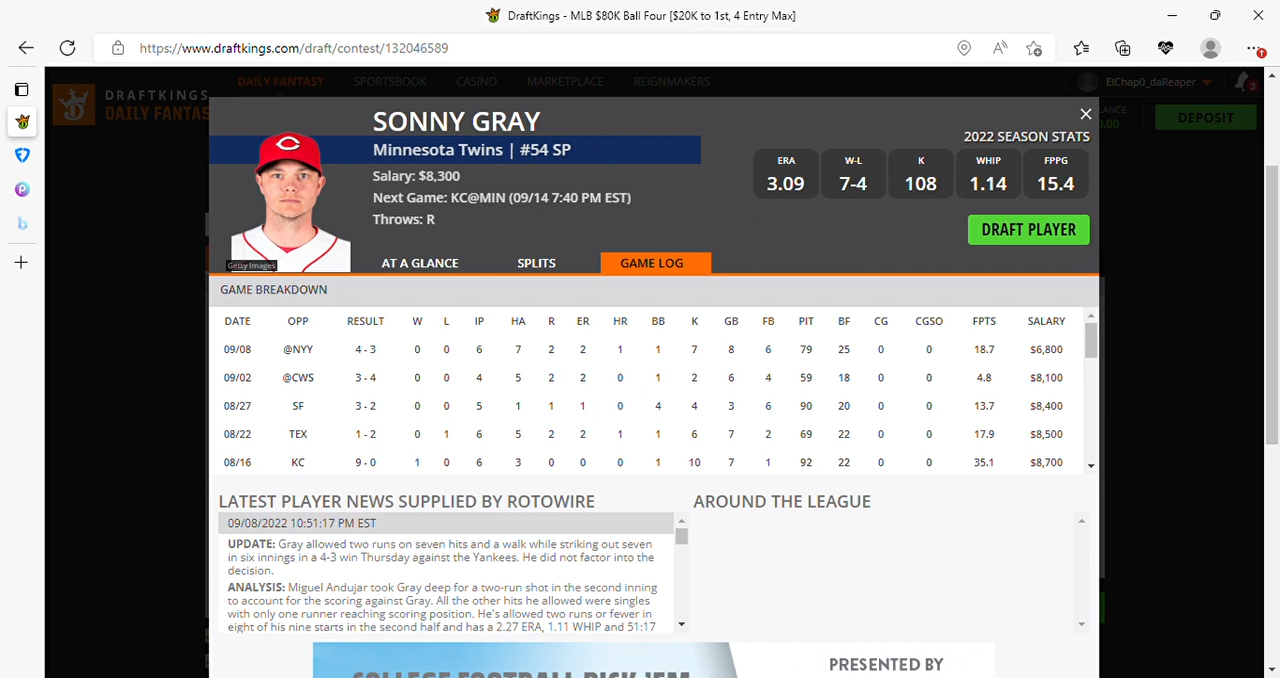 DraftKings - MLB $80K Ball Four [$20K to 1st, 4 Entry Max]
https://www.draftkings.com/draft/contest/132046589
DRAFTKINGS
DAILY FANTAS
DAILY FANTASY SPORTSBOOK CASINO MARKETPLACE REIGNMAKERS
ElChap0_daReaper
3
DEPOSIT
SONNY GRAY
Minnesota Twins | #54 SP
Salary: $8,300
Next Game: KC@MIN (09/14 7:40 PM EST)
Throws: R
Getty Images
2022 SEASON STATS
ERA W-L K WHIP FPPG
3.09 7-4 108 1.14 15.4
DRAFT PLAYER
AT A GLANCE SPLITS GAME LOG
GAME BREAKDOWN
DATE OPP RESULT W L IP HA R ER HR BB K GB FB PIT BF CG CGSO FPTS SALARY
09/08 @NYY 4 - 3 0 0 6 7 2 2 1 1 7 8 6 79 25 0 0 18.7 $6,800
09/02 @CWS 3 - 4 0 0 4 5 2 2 0 1 2 6 4 59 18 0 0 4.8 $8,100
08/27 SF 3 - 2 0 0 5 1 1 1 0 4 4 3 6 90 20 0 0 13.7 $8,400
08/22 TEX 1 - 2 0 1 6 5 2 2 1 1 6 7 2 69 22 0 0 17.9 $8,500
08/16 KC 9 - 0 1 0 6 3 0 0 0 1 10 7 1 92 22 0 0 35.1 $8,700
LATEST PLAYER NEWS SUPPLIED BY ROTOWIRE
09/08/2022 10:51:17 PM EST
UPDATE: Gray allowed two runs on seven hits and a walk while striking out seven
in six innings in a 4-3 win Thursday against the Yankees. He did not factor into the
decision.
ANALYSIS: Miguel Andujar took Gray deep for a two-run shot in the second inning
to account for the scoring against Gray. All the other hits he allowed were singles
with only one runner reaching scoring position. He's allowed two runs or fewer in
eight of his nine starts in the second half and has a 2.27 ERA, 1.11 WHIP and 51:17
AROUND THE LEAGUE
COLLEGE FOOTBALL PICK 'EM
PRESENTED BY